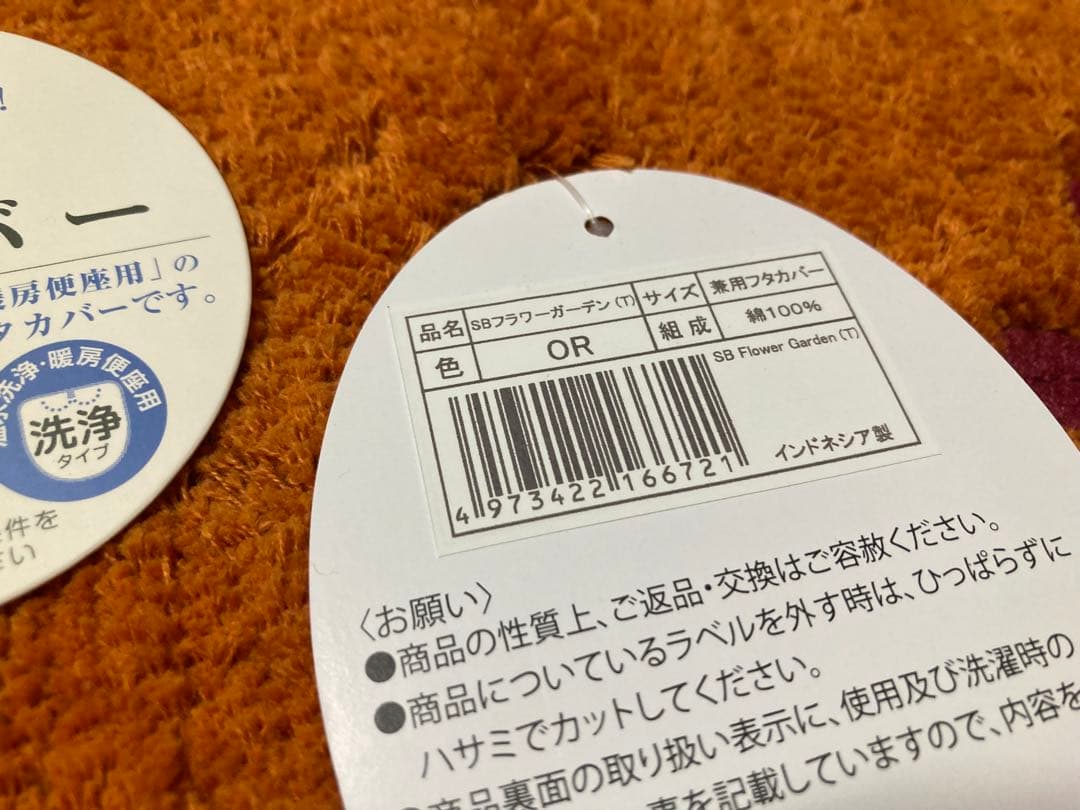 !
バー
暖房便座用」の
タカバーです。
温水洗浄・暖房便座用
洗浄
タイプ
件を
さい
品名 SBフラワーガーデン(T) サイズ 兼用フタカバー
色 OR 組成 綿100%
SB Flower Garden(T)
4973422166721
インドネシア製
〈お願い〉
●商品の性質上、ご返品・交換はご容赦ください。
●商品についているラベルを外す時は、ひっぱらずに
ハサミでカットしてください。
●商品裏面の取り扱い表示に、使用及び洗濯時の
を記載していますので、内容を